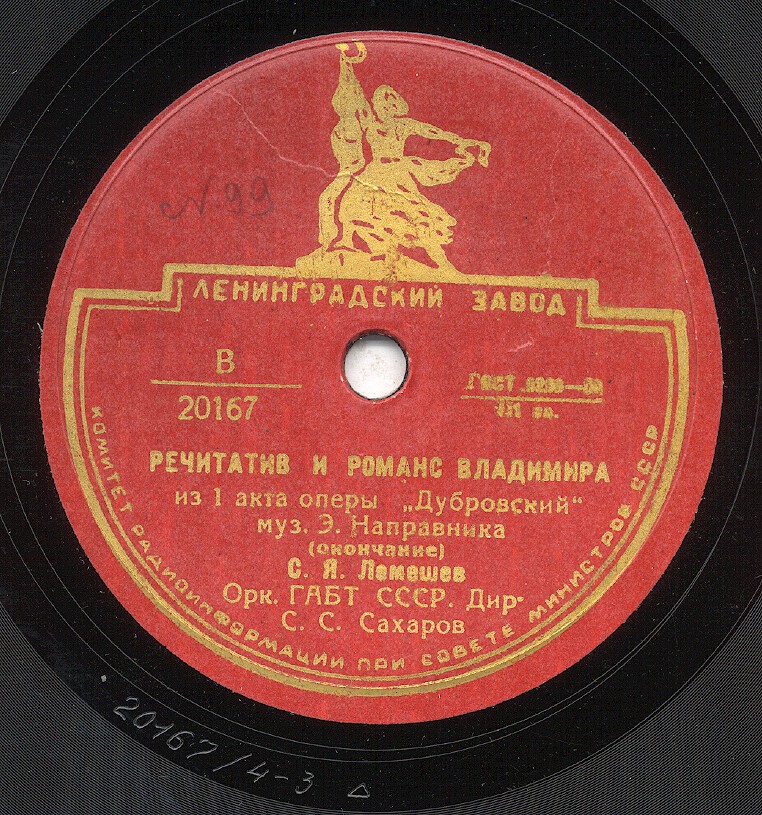 N 99
ЛЕНИНГРАДСКИЙ ЗАВОД
В
20167
ГОСТ
РЕЧИТАТИВ И РОМАНС ВЛАДИМИРА
из 1 акта оперы „Дубровский“
муз. Э. Направника
(окончание)
С. Я. Лемешев
Орк. ГАБТ СССР. Дир-
С. С. Сахаров
КОМИТЕТ РАДИОИНФОРМАЦИИ ПРИ СОВЕТЕ МИНИСТРОВ СССР
20167/4-3 △